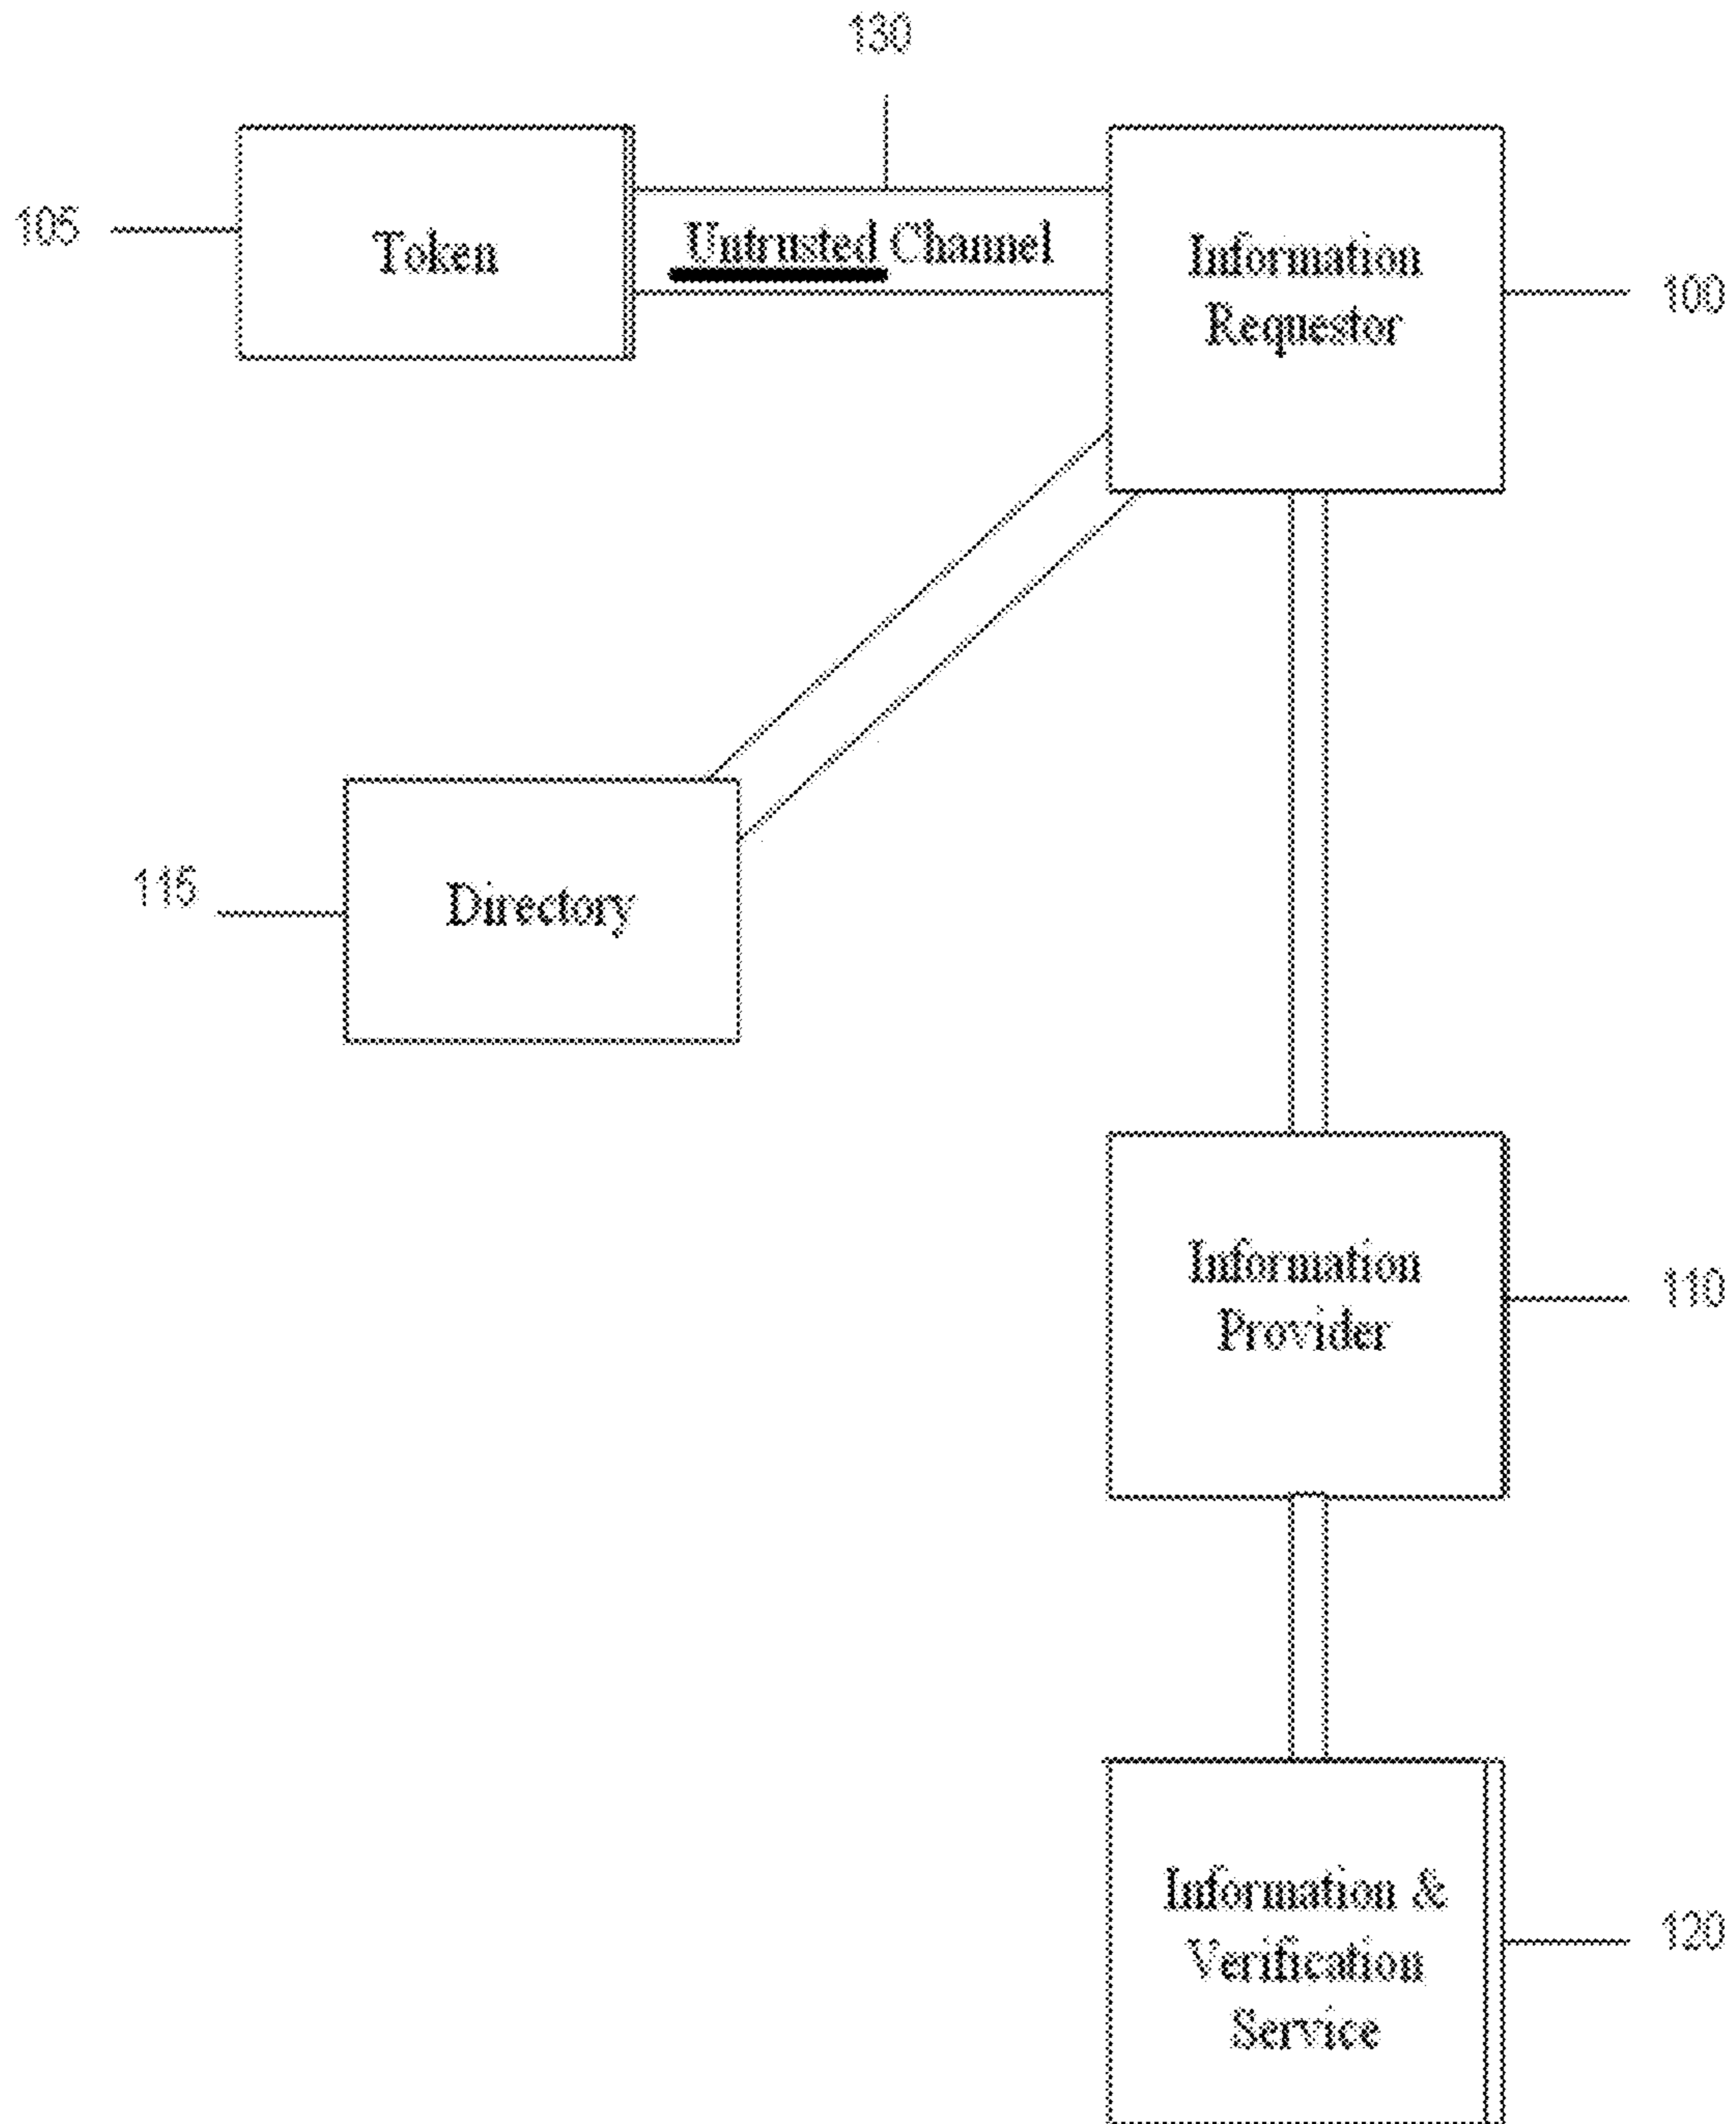 130
105
Token
Untrusted Channel
Information
Requestor
100
115
Directory
Information
Provider
110
Information &
Verification
Service
120